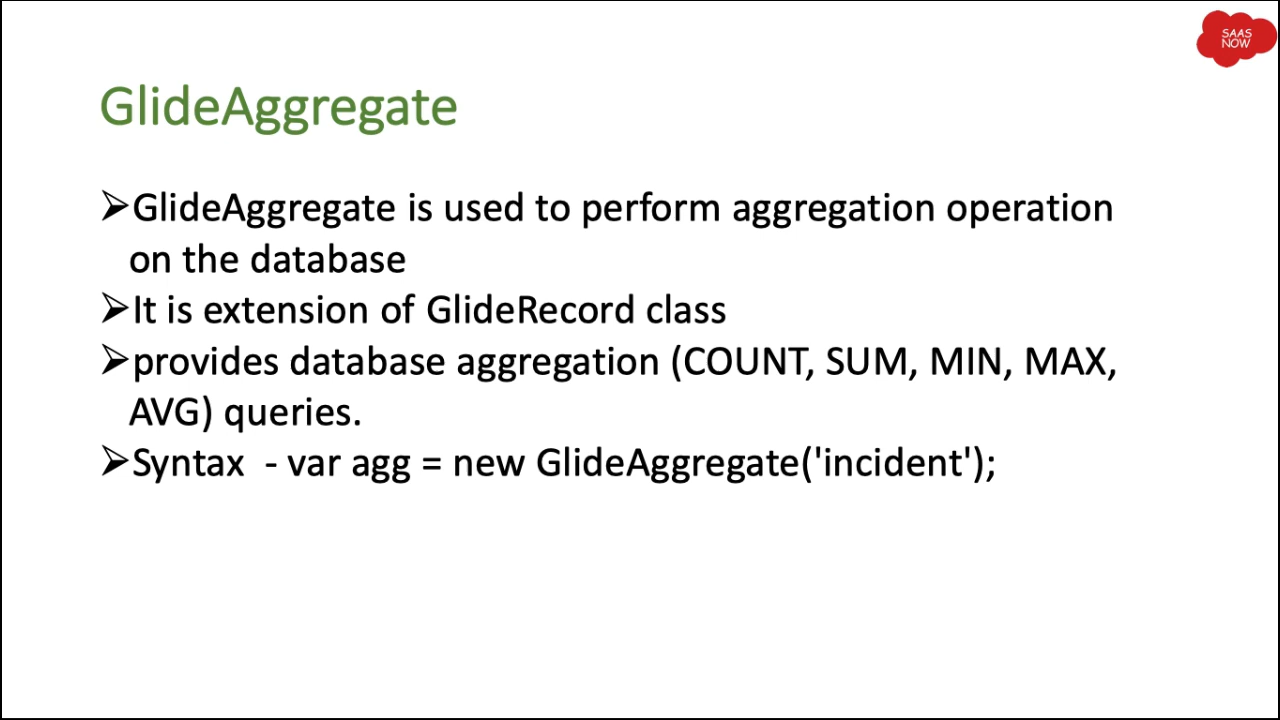 SAAS
NOW
GlideAggregate
➢GlideAggregate is used to perform aggregation operation
on the database
➢It is extension of GlideRecord class
➢provides database aggregation (COUNT, SUM, MIN, MAX,
AVG) queries.
➢Syntax  - var agg = new GlideAggregate('incident');